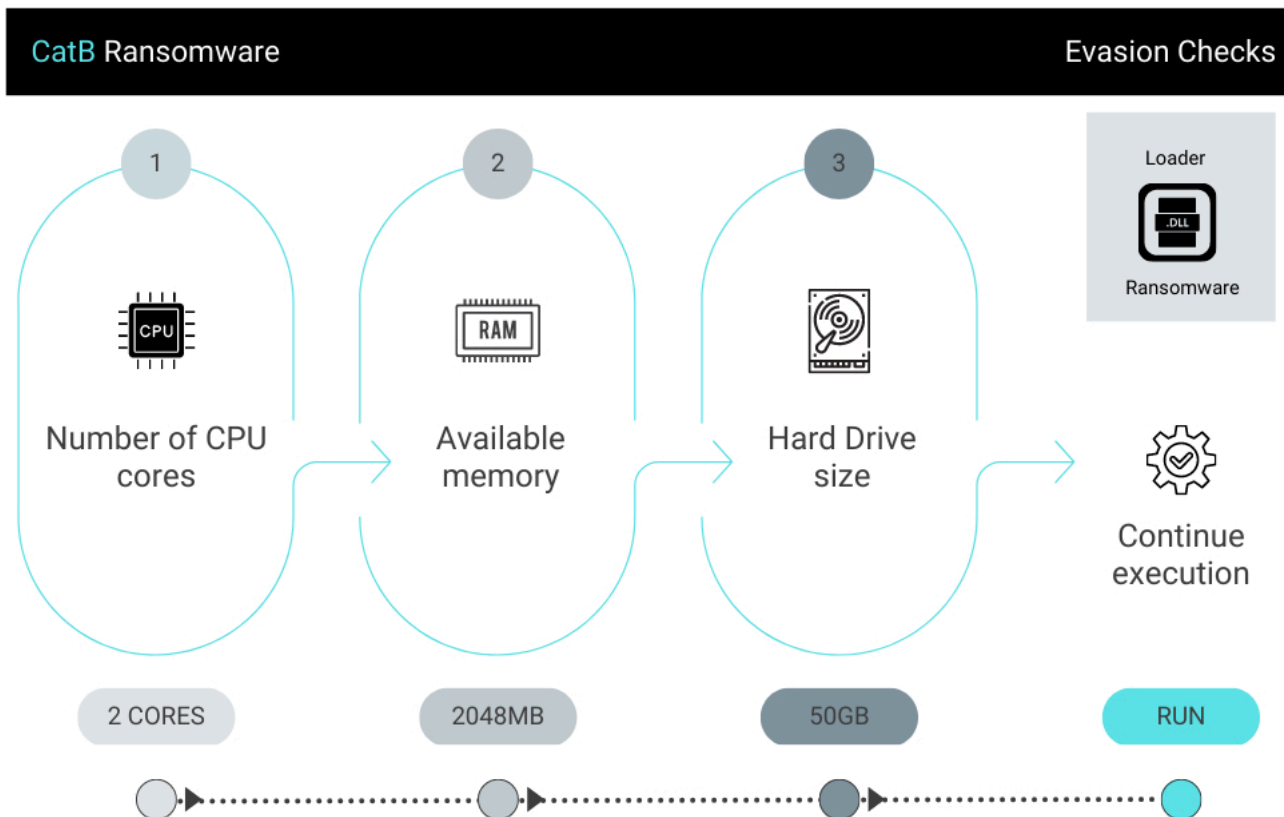 CatB Ransomware
Evasion Checks
1
2
3
Loader
.DLL
Ransomware
CPU
RAM
Number of CPU
cores
Available
memory
Hard Drive
size
Continue
execution
2 CORES
2048MB
50GB
RUN